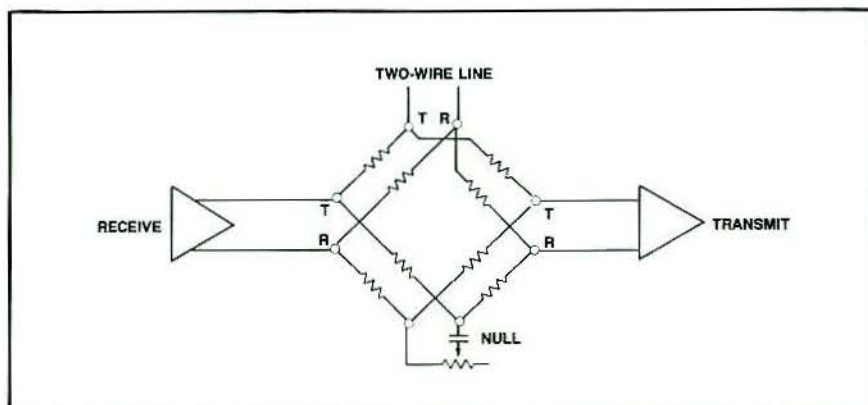 TWO-WIRE LINE
T R
T
R
RECEIVE
T
R
TRANSMIT
NULL